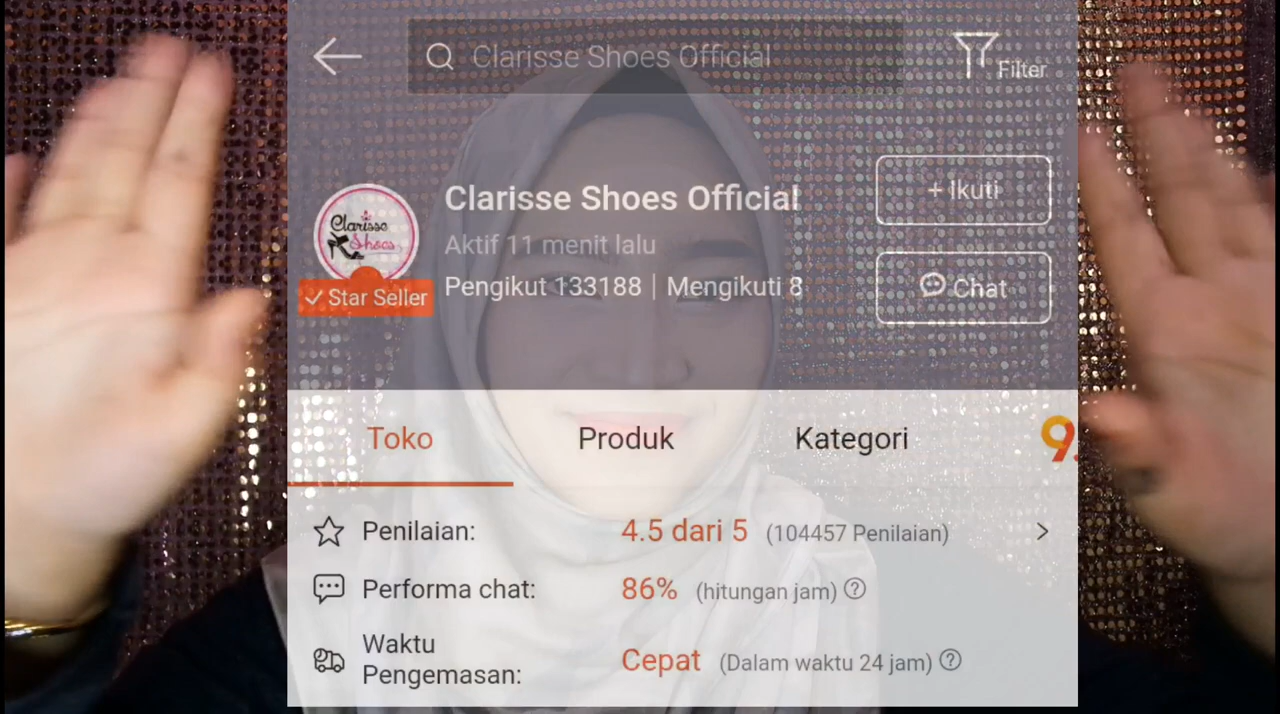 Clarisse Shoes Official
Filter
Clarisse Shoes Official
+ Ikuti
Aktif 11 menit lalu
Pengikut 133188 | Mengikuti 8
Chat
Clarisse
Shoes
Star Seller
Toko
Produk
Kategori
9.
Penilaian:
4.5 dari 5 (104457 Penilaian)
Performa chat:
86% (hitungan jam)
Waktu
Pengemasan:
Cepat (Dalam waktu 24 jam)